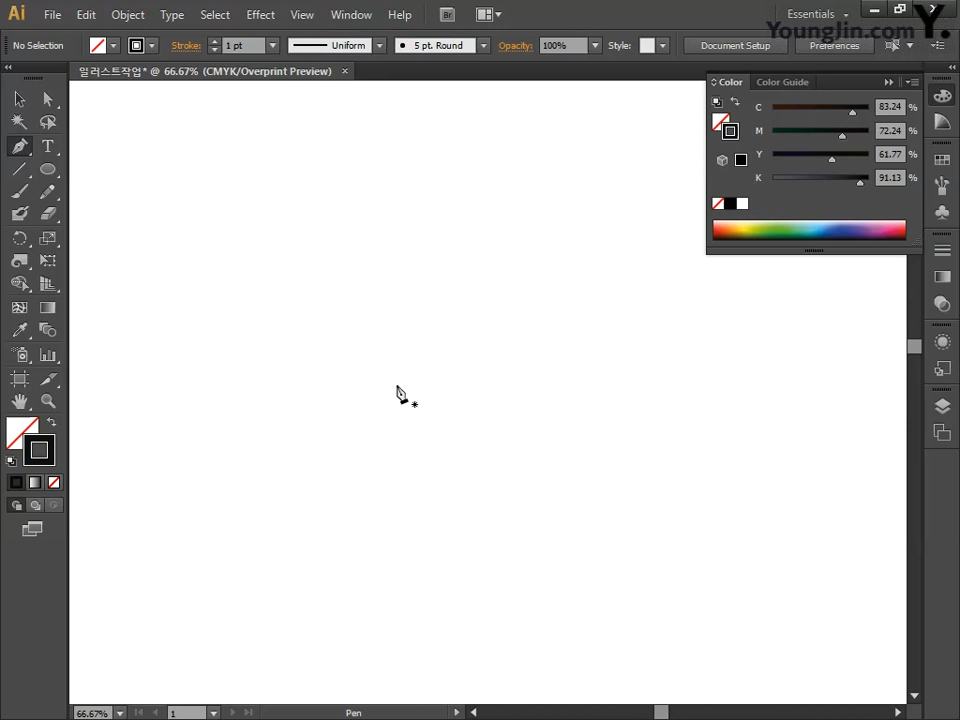 Ai File Edit Object Type Select Effect View Window Help Br Essentials
YoungJin.com Y.
No Selection Stroke: 1 pt Uniform 5 pt. Round Opacity: 100% Style: Document Setup Preferences
일러스트작업* @ 66.67% (CMYK/Overprint Preview)
Color Color Guide
C 83.24 %
M 72.24 %
Y 61.77 %
K 91.13 %
T
66.67% 1 Pen